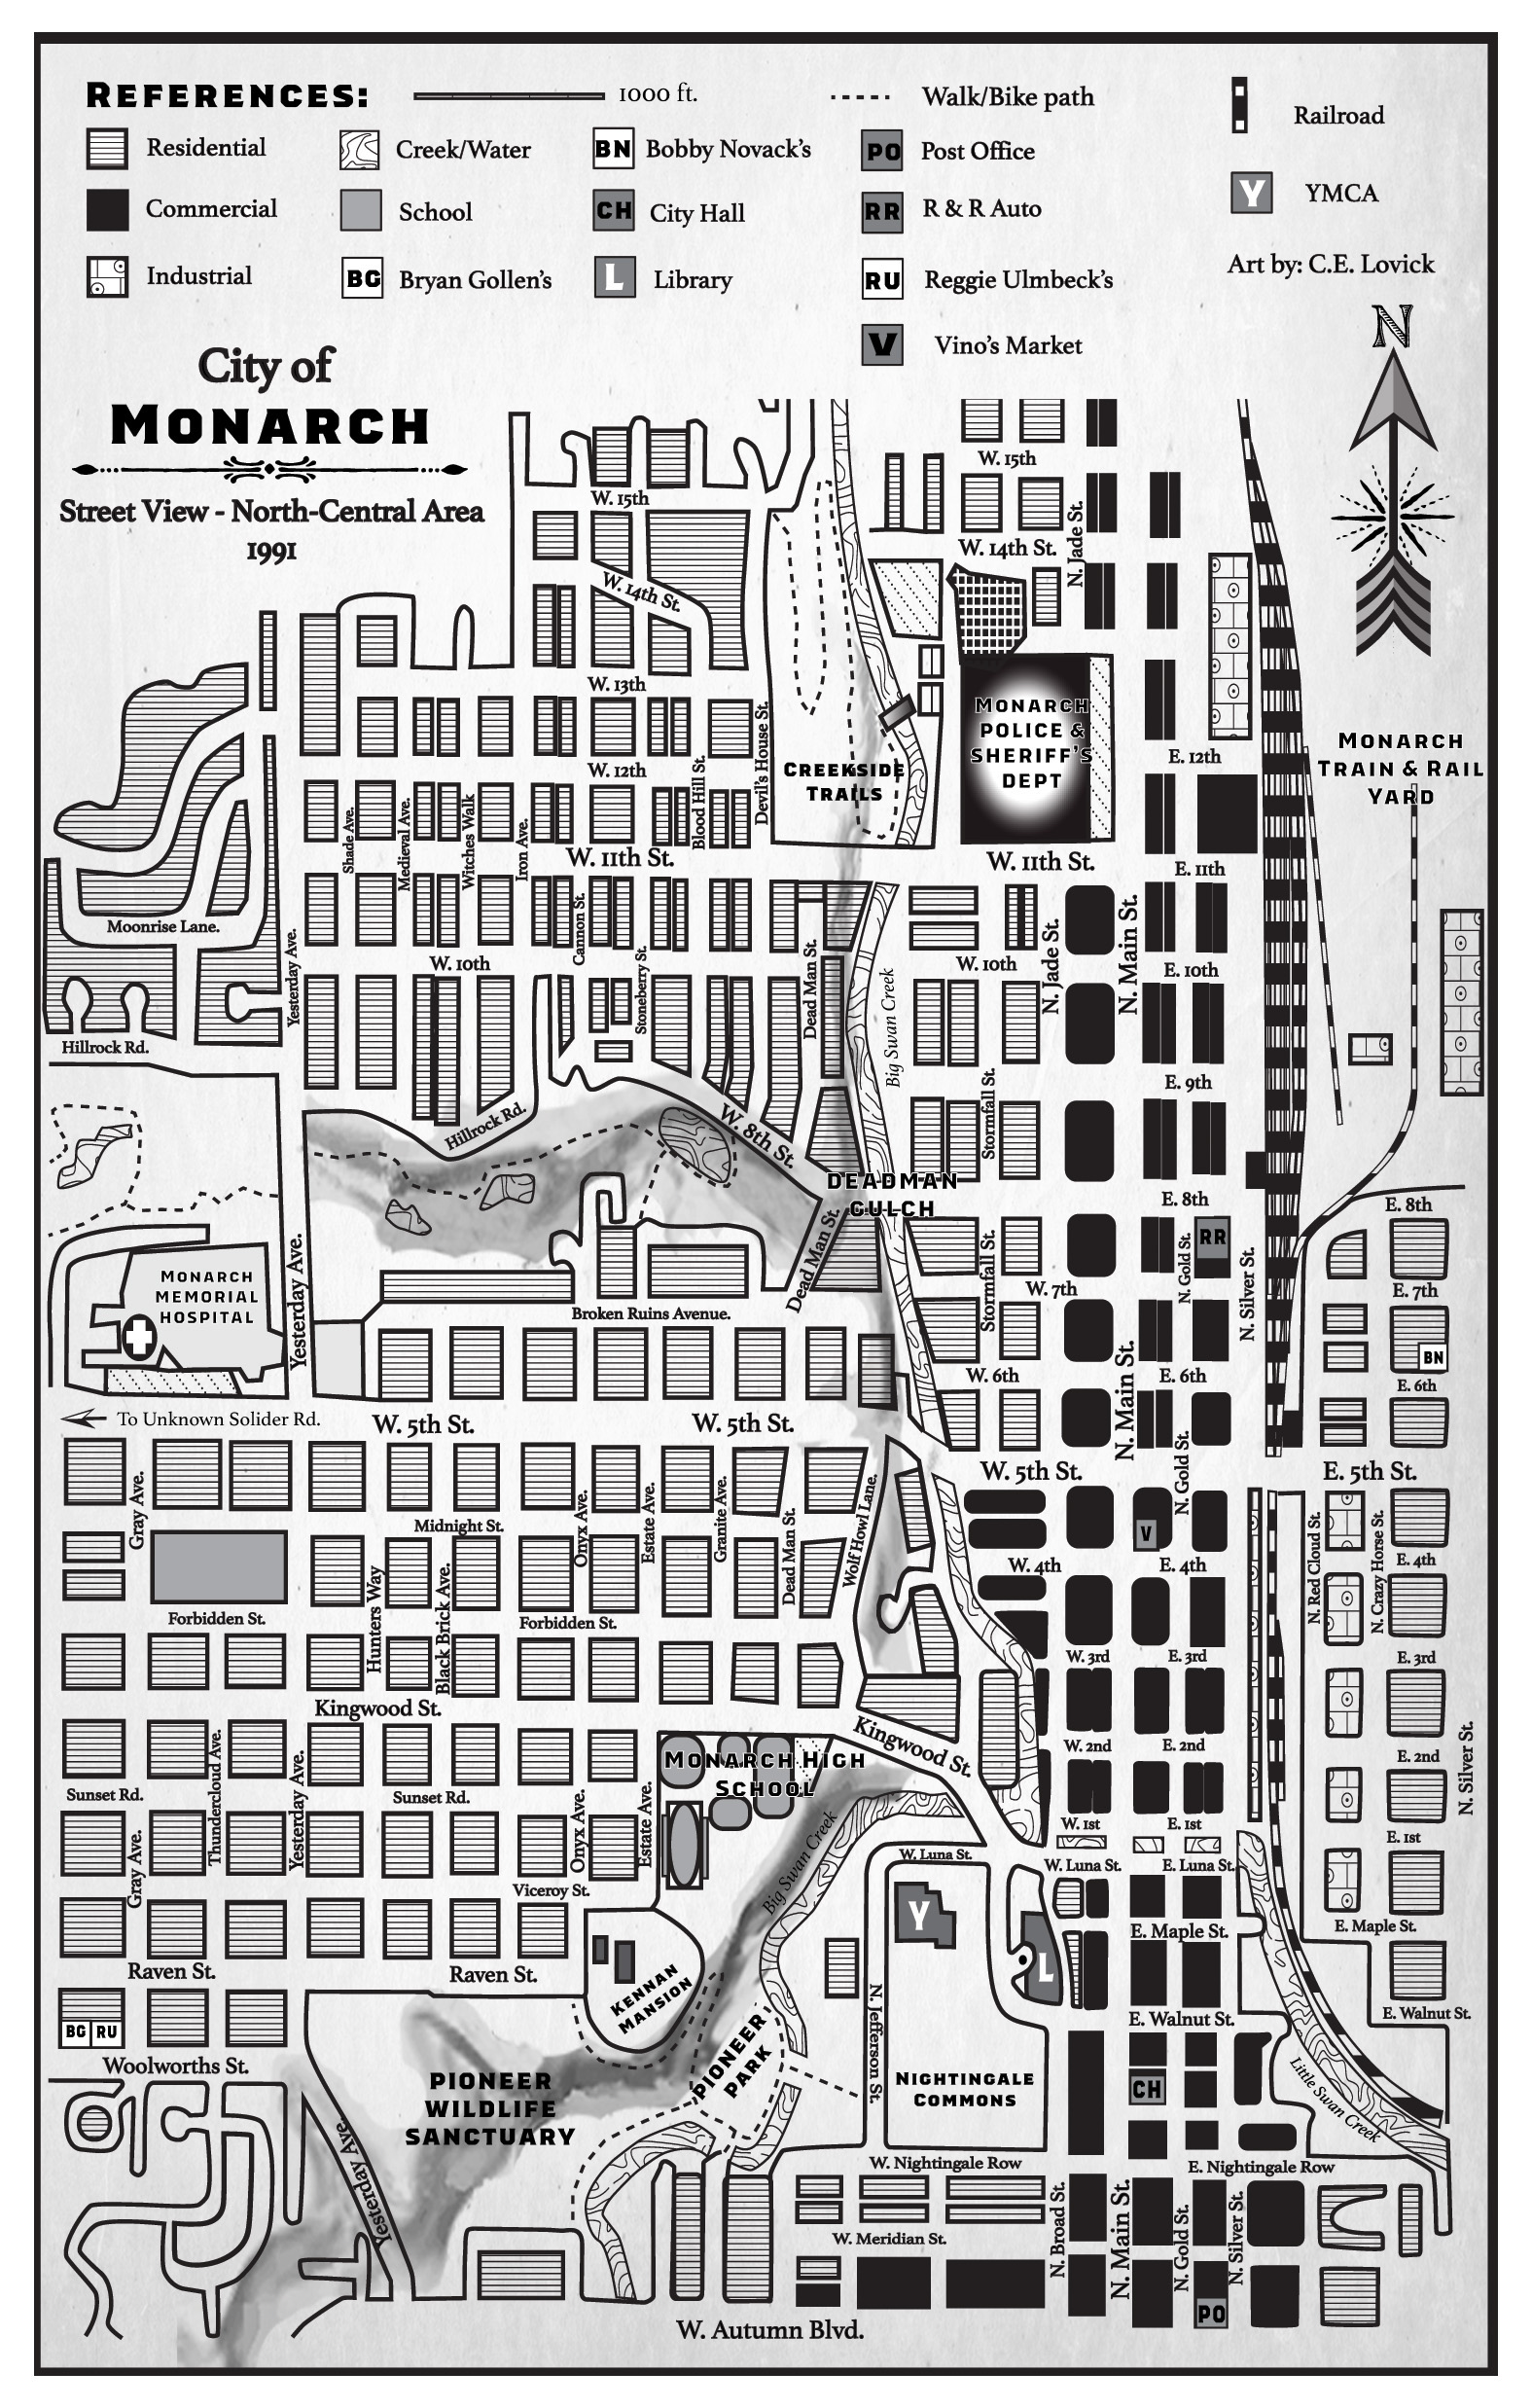 REFERENCES:
1000 ft.
Walk/Bike path
Railroad
Residential
Creek/Water
BN Bobby Novack's
PO Post Office
Y YMCA
Commercial
School
CH City Hall
RR R & R Auto
Industrial
BG Bryan Gollen's
L Library
RU Reggie Ulmbeck's
Art by: C.E. Lovick
V Vino's Market
N
City of
MONARCH
Street View - North-Central Area
1991
W. 15th
W. 15th
W. 14th St.
W. 14th St.
N. Jade St.
W. 13th
Devil's House St.
MONARCH
POLICE &
SHERIFF'S
DEPT
MONARCH
TRAIN & RAIL
YARD
CREEKSIDE
TRAILS
W. 12th
E. 12th
Blood Hill St.
Shade Ave.
Medieval Ave.
Witches Walk
Iron Ave.
W. 11th St.
W. 11th St.
E. 11th
Moonrise Lane.
Yesterday Ave.
Cannon St.
Stoneberry St.
Dead Man St.
W. 10th
W. 10th
N. Jade St.
N. Main St.
E. 10th
Big Swan Creek
Hillrock Rd.
Hillrock Rd.
W. 8th St.
Stormfall St.
E. 9th
DEADMAN
GULCH
E. 8th
E. 8th
RR
MONARCH
MEMORIAL
HOSPITAL
Yesterday Ave.
Dead Man St.
Stormfall St.
W. 7th
N. Gold St.
N. Silver St.
E. 7th
Broken Ruins Avenue.
BN
W. 6th
E. 6th
E. 6th
N. Main St.
To Unknown Solider Rd.
W. 5th St.
W. 5th St.
W. 5th St.
E. 5th St.
N. Gold St.
Gray Ave.
Midnight St.
Onyx Ave.
Estate Ave.
Granite Ave.
Dead Man St.
Wolf Howl Lane.
V
N. Red Cloud St.
N. Crazy Horse St.
W. 4th
E. 4th
E. 4th
Forbidden St.
Hunters Way
Black Brick Ave.
Forbidden St.
W. 3rd
E. 3rd
E. 3rd
Kingwood St.
Kingwood St.
MONARCH HIGH
SCHOOL
W. 2nd
E. 2nd
E. 2nd
N. Silver St.
Sunset Rd.
Thundercloud Ave.
Yesterday Ave.
Sunset Rd.
Onyx Ave.
Estate Ave.
Gray Ave.
Big Swan Creek
W. 1st
E. 1st
E. 1st
W. Luna St.
W. Luna St.
E. Luna St.
Viceroy St.
Y
L
E. Maple St.
E. Maple St.
Raven St.
Raven St.
KENNAN
MANSION
BG RU
N. Jefferson St.
E. Walnut St.
E. Walnut St.
Woolworths St.
PIONEER
PARK
PIONEER
WILDLIFE
SANCTUARY
NIGHTINGALE
COMMONS
CH
Little Swan Creek
Yesterday Ave.
W. Nightingale Row
E. Nightingale Row
W. Meridian St.
N. Broad St.
N. Main St.
N. Gold St.
N. Silver St.
PO
W. Autumn Blvd.